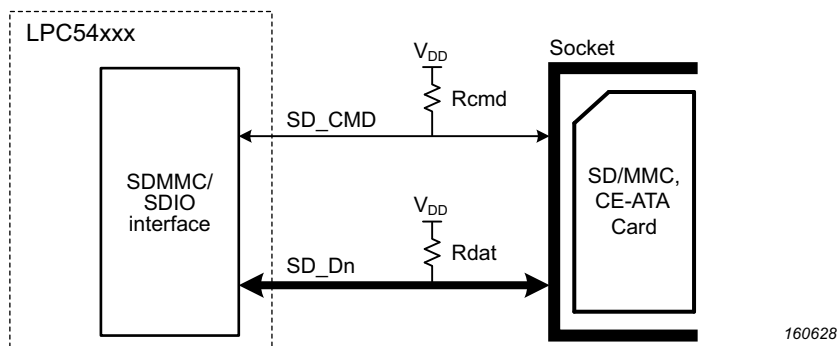 LPC54xxx
Socket
VDD
Rcmd
SD_CMD
SDMMC/
SDIO
interface
SD/MMC,
CE-ATA
Card
VDD
Rdat
SD_Dn
160628